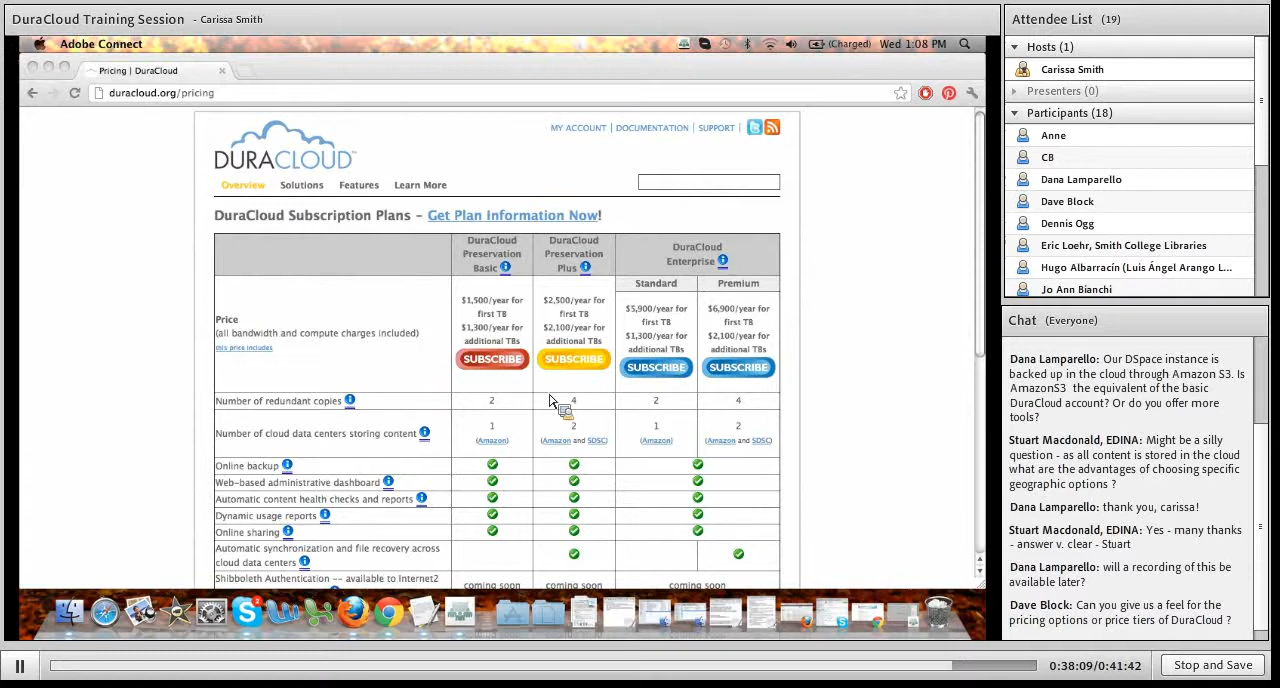 DuraCloud Training Session - Carissa Smith
Adobe Connect
(Charged) Wed 1:08 PM
Pricing | DuraCloud
duracloud.org/pricing
DURACLOUD™
MY ACCOUNT | DOCUMENTATION | SUPPORT |
Overview Solutions Features Learn More
DuraCloud Subscription Plans – Get Plan Information Now!
DuraCloud Preservation Basic
DuraCloud Preservation Plus
DuraCloud Enterprise
Standard Premium
Price
(all bandwidth and compute charges included)
this price includes
$1,500/year for
first TB
$1,300/year for
additional TBs
SUBSCRIBE
$2,500/year for
first TB
$2,100/year for
additional TBs
SUBSCRIBE
$5,900/year for
first TB
$1,300/year for
additional TBs
SUBSCRIBE
$6,900/year for
first TB
$2,100/year for
additional TBs
SUBSCRIBE
Number of redundant copies 2 4 2 4
Number of cloud data centers storing content 1 2 1 2
(Amazon) (Amazon and SDSC) (Amazon) (Amazon and SDSC)
Online backup
Web-based administrative dashboard
Automatic content health checks and reports
Dynamic usage reports
Online sharing
Automatic synchronization and file recovery across
cloud data centers
Shibboleth Authentication -- available to Internet2
coming soon coming soon coming soon
2
Attendee List (19)
Hosts (1)
Carissa Smith
Presenters (0)
Participants (18)
Anne
CB
Dana Lamparello
Dave Block
Dennis Ogg
Eric Loehr, Smith College Libraries
Hugo Albarracín (Luis Ángel Arango L...
Jo Ann Bianchi
Chat (Everyone)
Dana Lamparello: Our DSpace instance is
backed up in the cloud through Amazon S3. Is
AmazonS3 the equivalent of the basic
DuraCloud account? Or do you offer more
tools?
Stuart Macdonald, EDINA: Might be a silly
question - as all content is stored in the cloud
what are the advantages of choosing specific
geographic options ?
Dana Lamparello: thank you, carissa!
Stuart Macdonald, EDINA: Yes - many thanks
- answer v. clear - Stuart
Dana Lamparello: will a recording of this be
available later?
Dave Block: Can you give us a feel for the
pricing options or price tiers of DuraCloud ?
0:38:09/0:41:42
Stop and Save